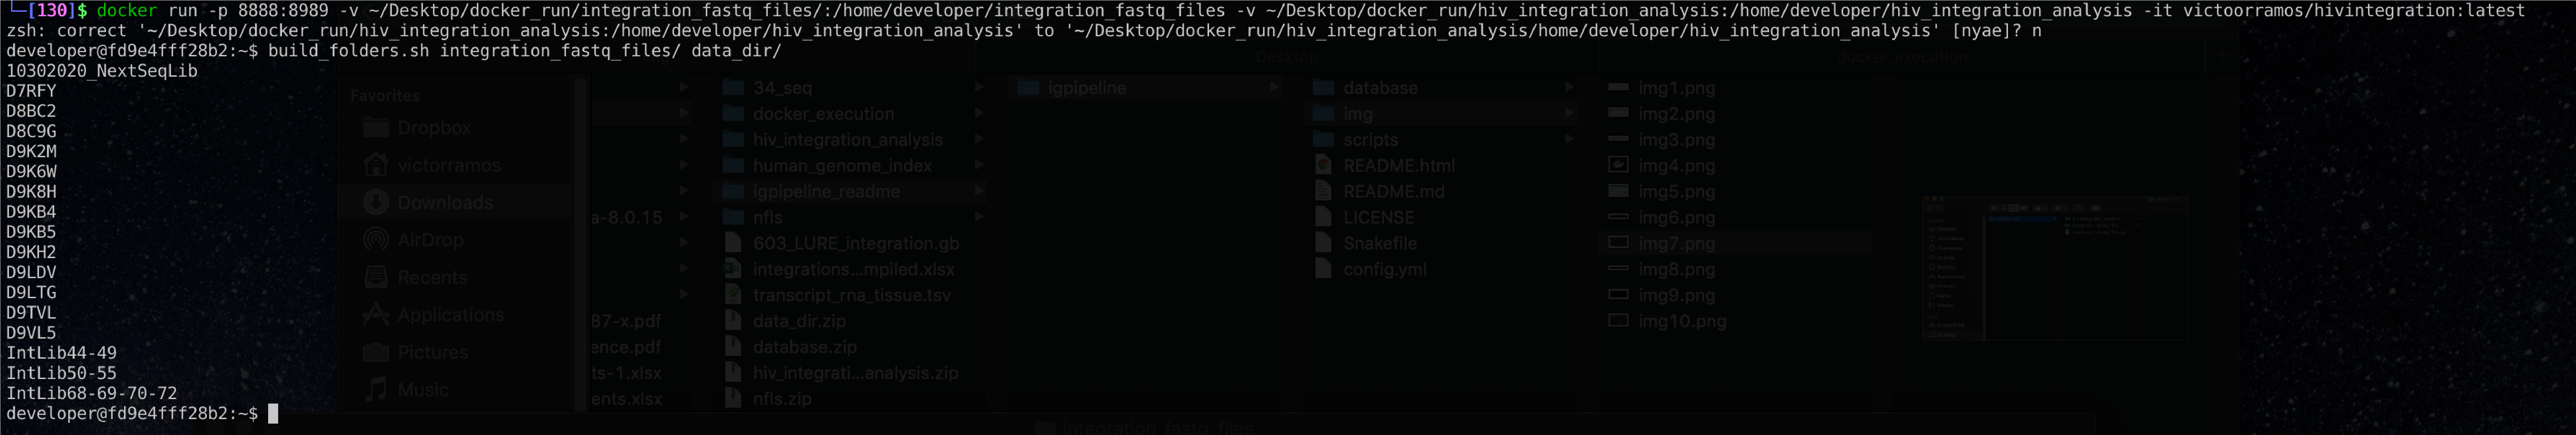 └─[130]$ docker run -p 8888:8989 -v ~/Desktop/docker_run/integration_fastq_files/:/home/developer/integration_fastq_files -v ~/Desktop/docker_run/hiv_integration_analysis:/home/developer/hiv_integration_analysis -it victoorramos/hivintegration:latest
zsh: correct '~/Desktop/docker_run/hiv_integration_analysis:/home/developer/hiv_integration_analysis' to '~/Desktop/docker_run/hiv_integration_analysis/home/developer/hiv_integration_analysis' [nyae]? n
developer@fd9e4fff28b2:~$ build_folders.sh integration_fastq_files/ data_dir/
10302020_NextSeqLib
D7RFY
D8BC2
D8C9G
D9K2M
D9K6W
D9K8H
D9KB4
D9KB5
D9KH2
D9LDV
D9LTG
D9TVL
D9VL5
IntLib44-49
IntLib50-55
IntLib68-69-70-72
developer@fd9e4fff28b2:~$
Desktop
docker_execution
Favorites
Dropbox
victorramos
Downloads
AirDrop
Recents
Applications
Pictures
Music
a-8.0.15
87-x.pdf
ence.pdf
ts-1.xlsx
ents.xlsx
34_seq
docker_execution
hiv_integration_analysis
human_genome_index
igpipeline_readme
nfls
603_LURE_integration.gb
integrations...mpiled.xlsx
transcript_rna_tissue.tsv
data_dir.zip
database.zip
hiv_integrati...analysis.zip
nfls.zip
igpipeline
database
img
scripts
README.html
README.md
LICENSE
Snakefile
config.yml
img1.png
img2.png
img3.png
img4.png
img5.png
img6.png
img7.png
img8.png
img9.png
img10.png
integration_fastq_files